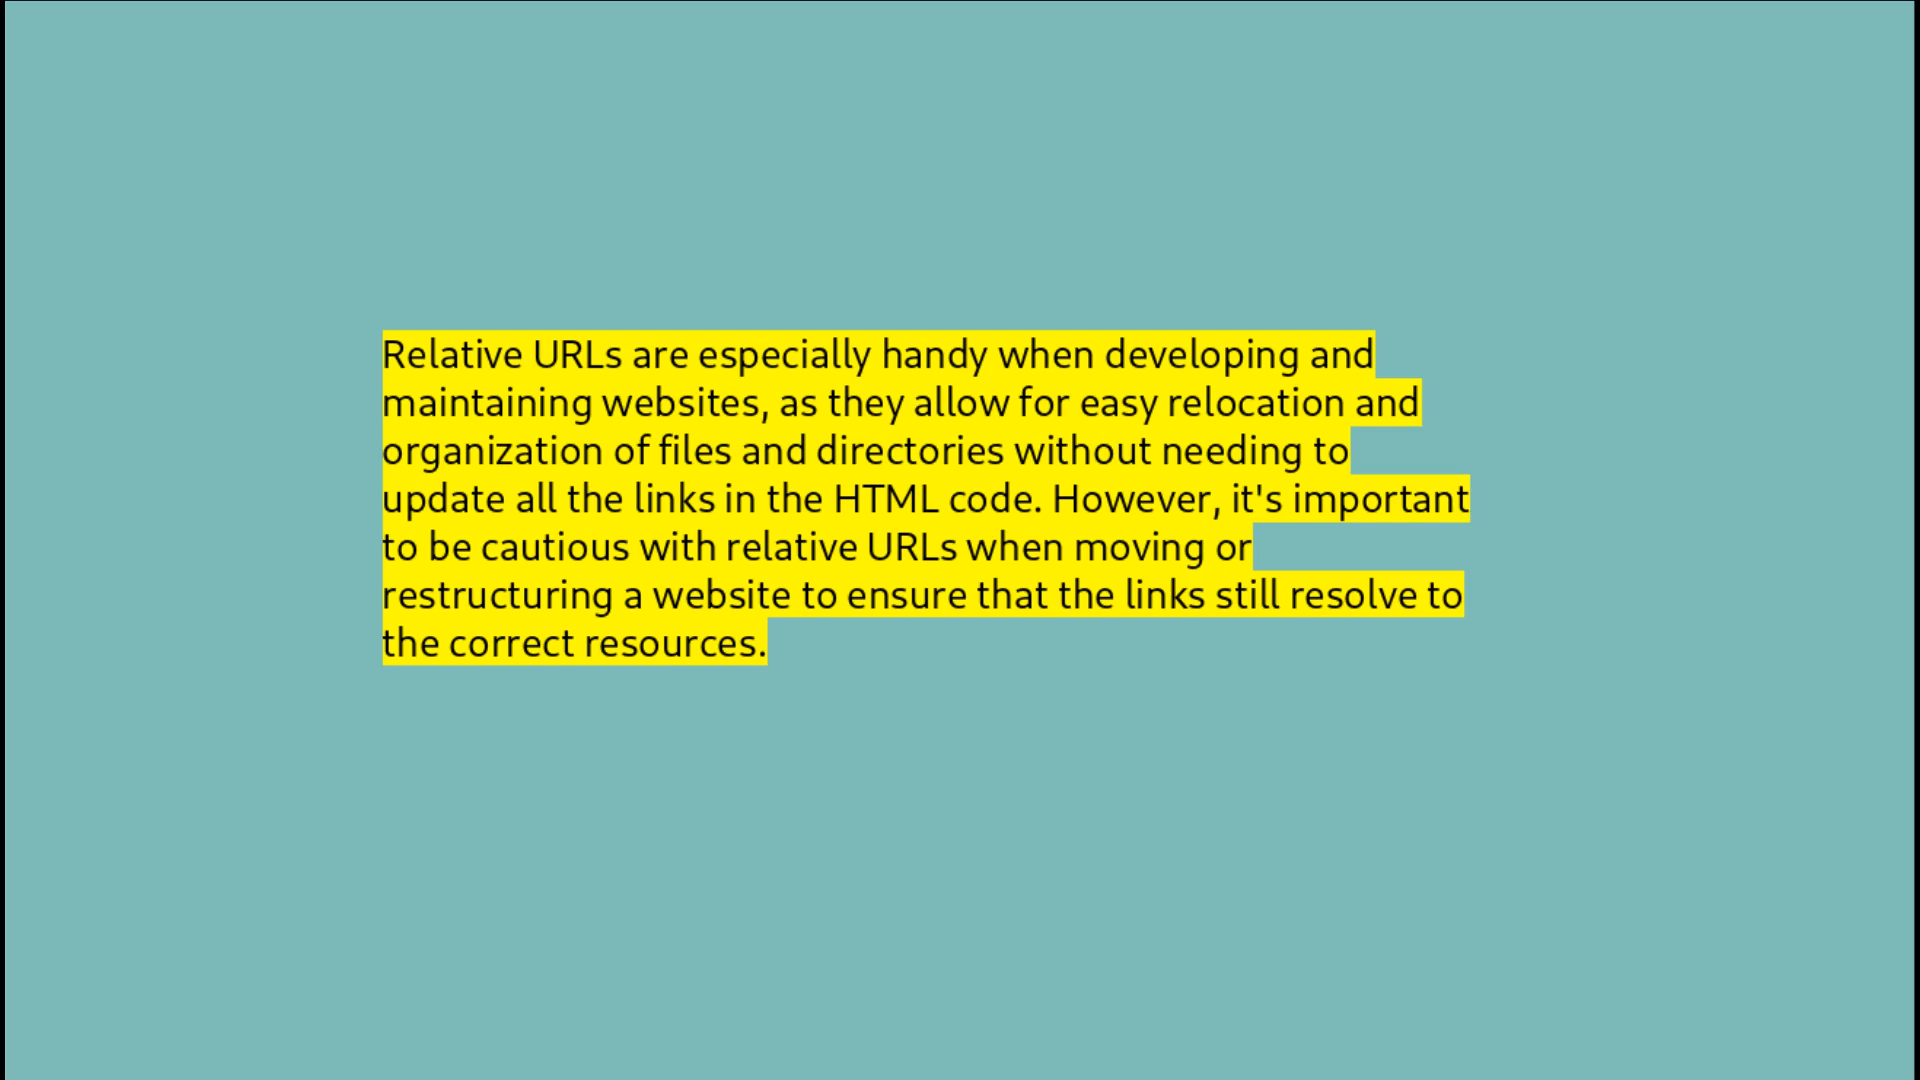 Relative URLs are especially handy when developing and
maintaining websites, as they allow for easy relocation and
organization of files and directories without needing to
update all the links in the HTML code. However, it's important
to be cautious with relative URLs when moving or
restructuring a website to ensure that the links still resolve to
the correct resources.